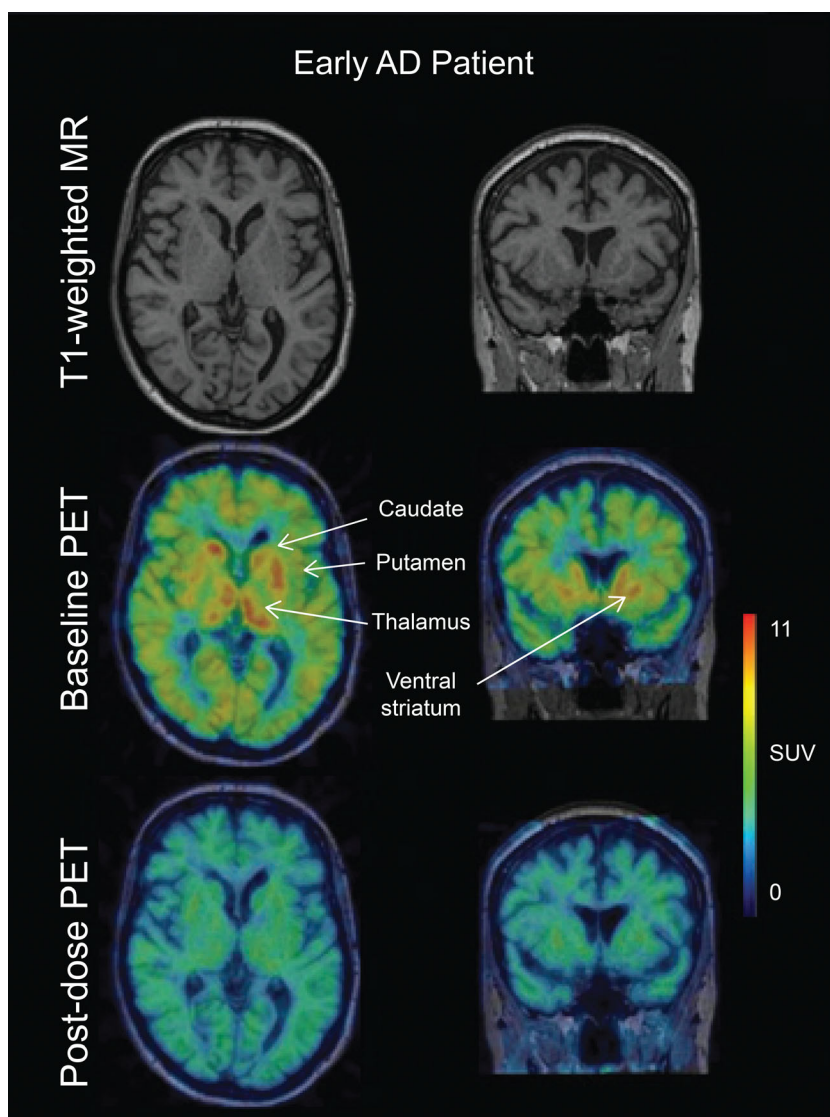 Early AD Patient
T1-weighted MR
Baseline PET
Caudate
Putamen
Thalamus
Ventral
striatum
11
SUV
0
Post-dose PET